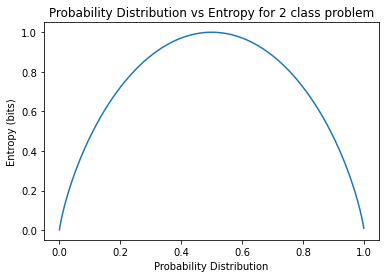 Probability Distribution vs Entropy for 2 class problem
1.0
0.8
0.6
0.4
0.2
0.0
Entropy (bits)
0.0 0.2 0.4 0.6 0.8 1.0
Probability Distribution